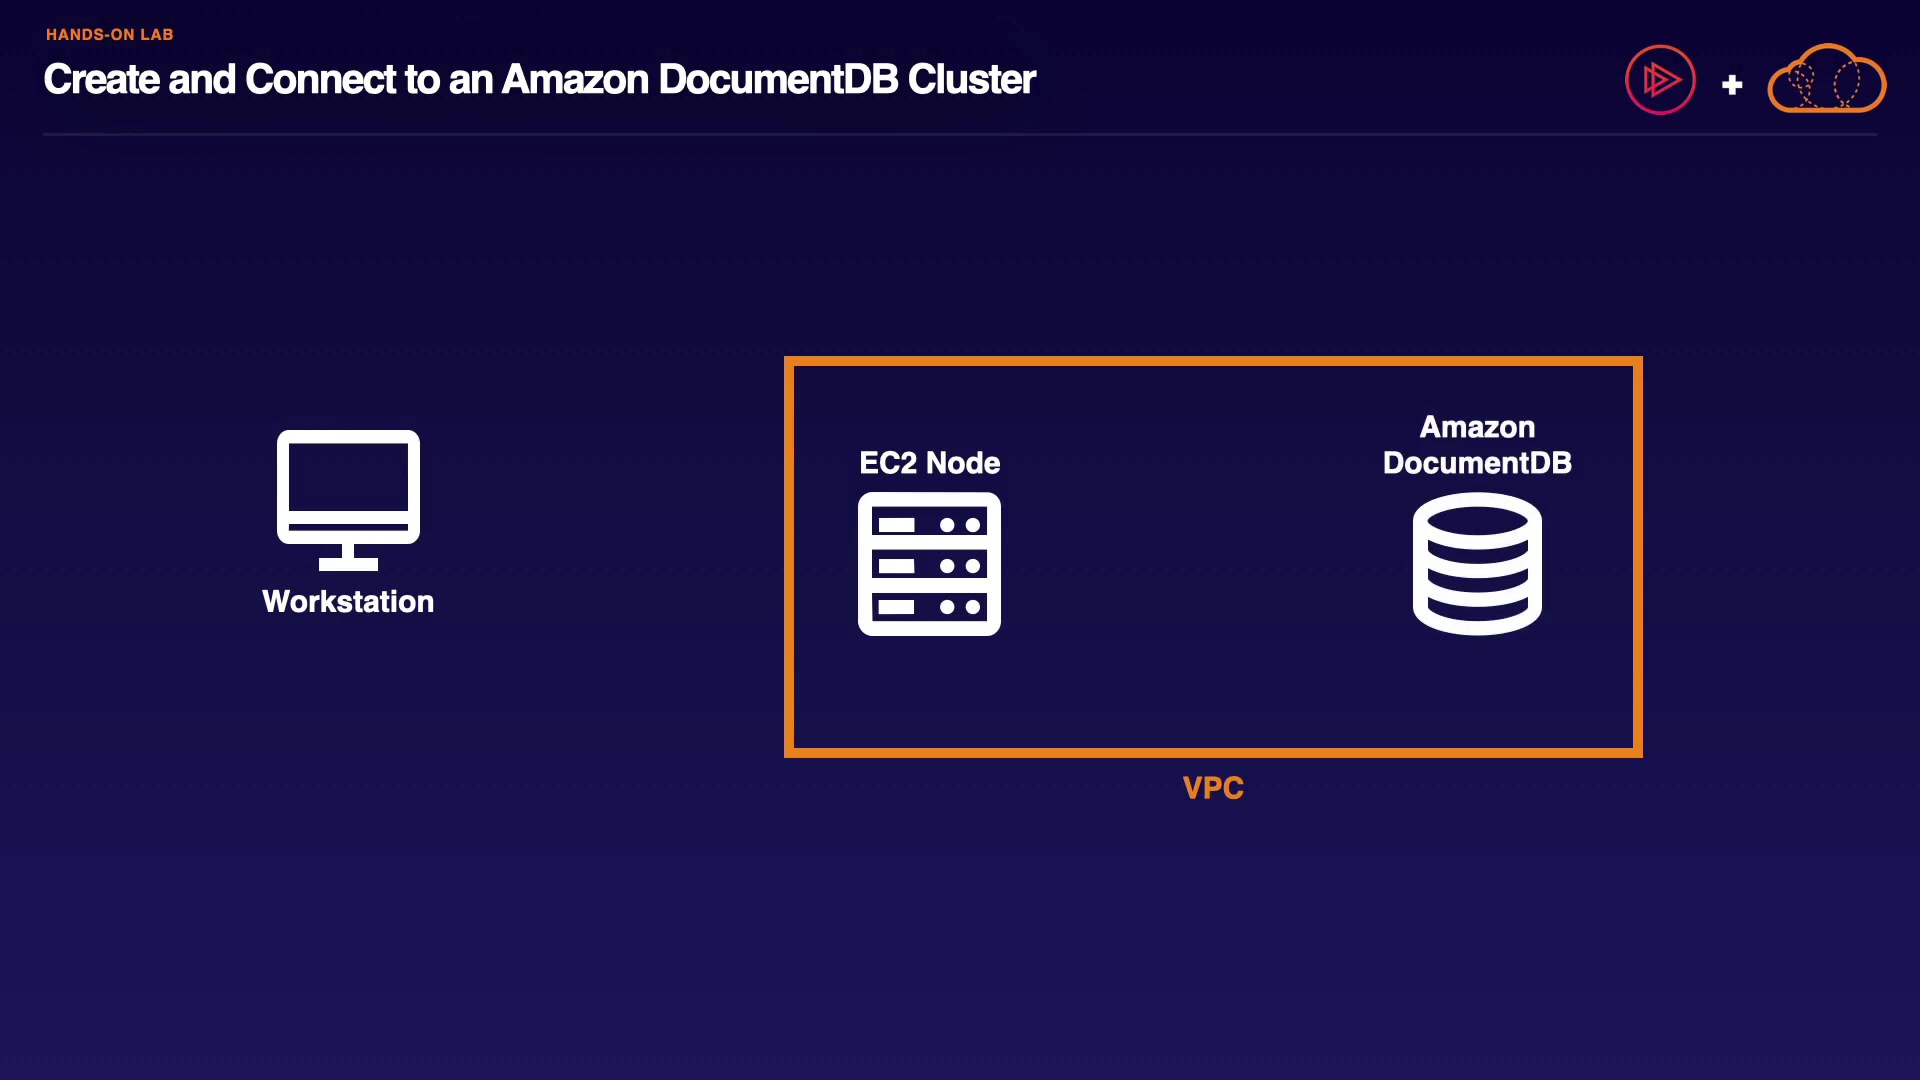 HANDS-ON LAB
Create and Connect to an Amazon DocumentDB Cluster
Workstation
EC2 Node
Amazon
DocumentDB
VPC